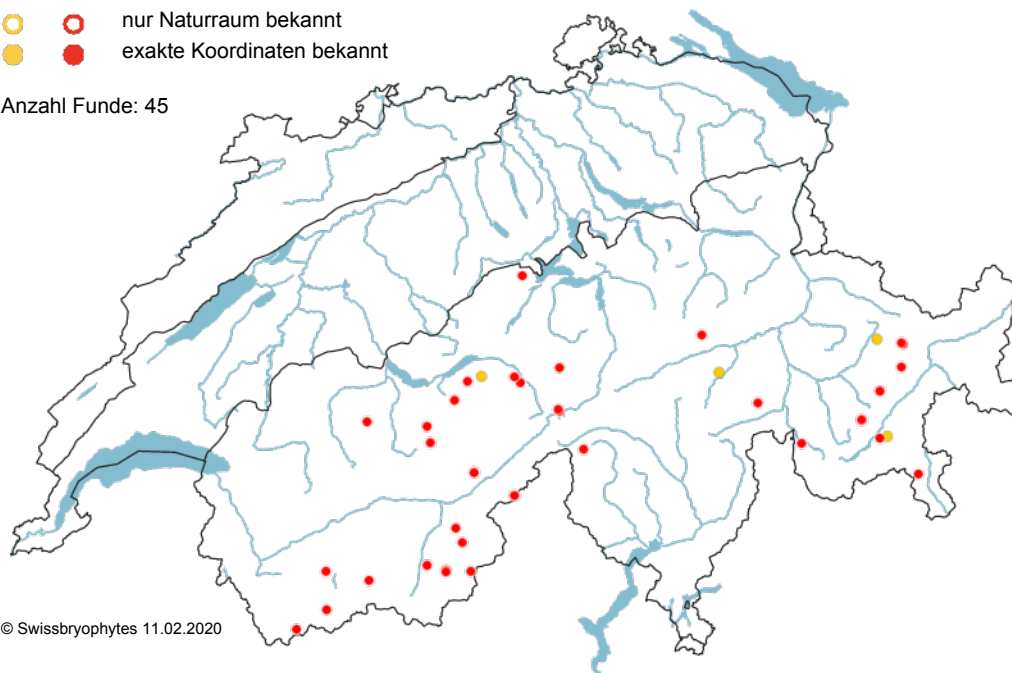 nur Naturraum bekannt
exakte Koordinaten bekannt
Anzahl Funde: 45
© Swissbryophytes 11.02.2020